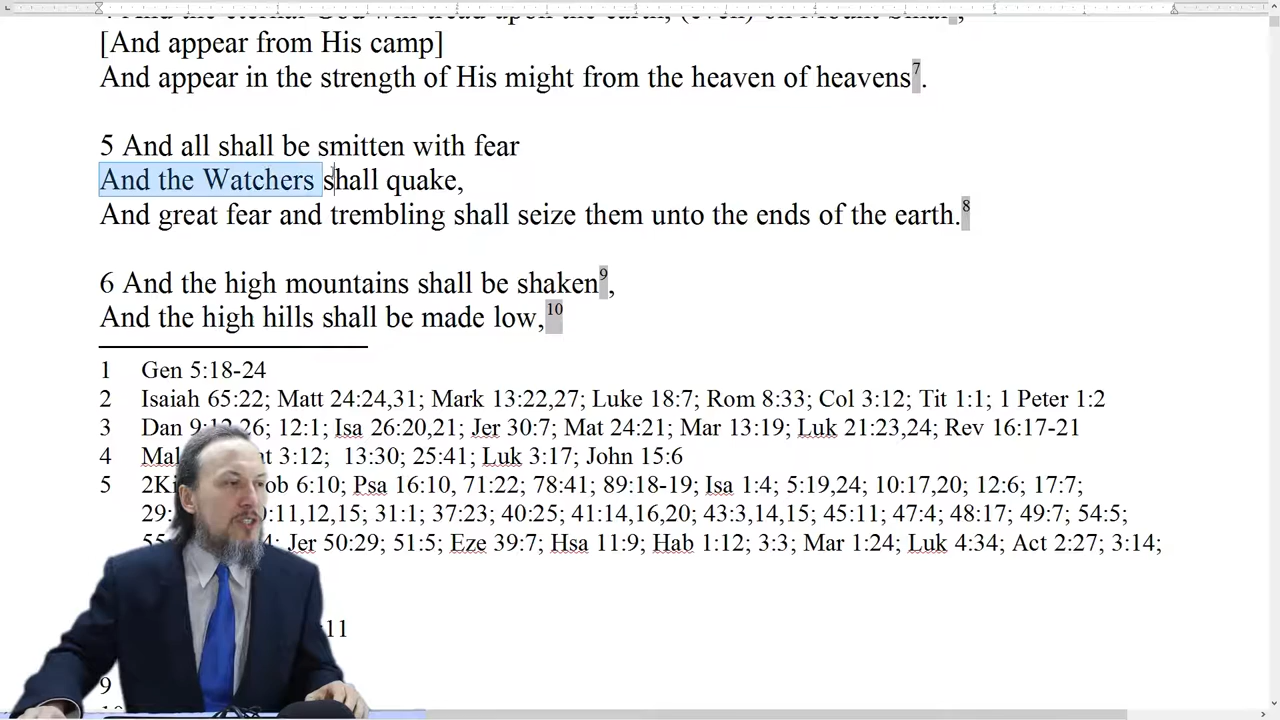 [And appear from His camp]
And appear in the strength of His might from the heaven of heavens7.
5 And all shall be smitten with fear
And the Watchers shall quake,
And great fear and trembling shall seize them unto the ends of the earth.8
6 And the high mountains shall be shaken9,
And the high hills shall be made low,10
1 Gen 5:18-24
2 Isaiah 65:22; Matt 24:24,31; Mark 13:22,27; Luke 18:7; Rom 8:33; Col 3:12; Tit 1:1; 1 Peter 1:2
3 Dan 9:12,26; 12:1; Isa 26:20,21; Jer 30:7; Mat 24:21; Mar 13:19; Luk 21:23,24; Rev 16:17-21
4 3:12; 13:30; 25:41; Luk 3:17; John 15:6
5 6:10; Psa 16:10, 71:22; 78:41; 89:18-19; Isa 1:4; 5:19,24; 10:17,20; 12:6; 17:7;
31:1; 37:23; 40:25; 41:14,16,20; 43:3,14,15; 45:11; 47:4; 48:17; 49:7; 54:5;
Jer 50:29; 51:5; Eze 39:7; Hsa 11:9; Hab 1:12; 3:3; Mar 1:24; Luk 4:34; Act 2:27; 3:14;
9